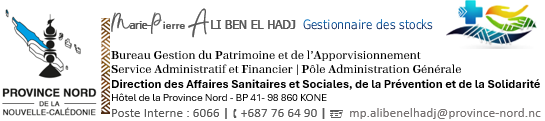 Marie-Pierre ALI BEN EL HADJ Gestionnaire des stocks
Bureau Gestion du Patrimoine et de l'Apporvisionnement
Service Administratif et Financier | Pôle Administration Générale
Direction des Affaires Sanitaires et Sociales, de la Prévention et de la Solidarité
Hôtel de la Province Nord - BP 41- 98 860 KONE
Poste Interne : 6066 | +687 76 64 90 | mp.alibenelhadj@province-nord.nc
PROVINCE NORD
DE LA
NOUVELLE-CALÉDONIE